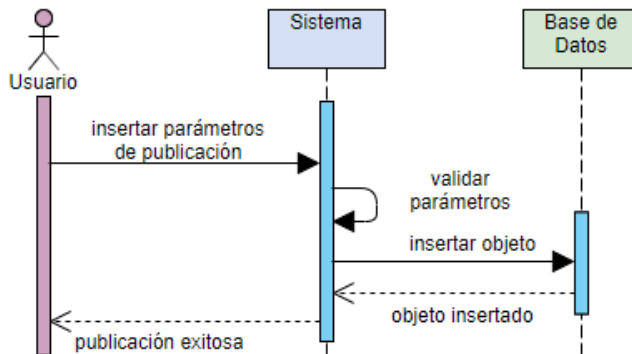 Usuario
Sistema
Base de
Datos
insertar parámetros
de publicación
validar
parámetros
insertar objeto
objeto insertado
publicación exitosa